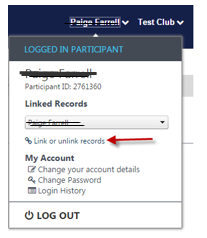 Paige Farrell Test Club
LOGGED IN PARTICIPANT
Paige Farrell
Participant ID: 2761360
Linked Records
Paige Farrell
Link or unlink records
My Account
Change your account details
Change Password
Login History
LOG OUT